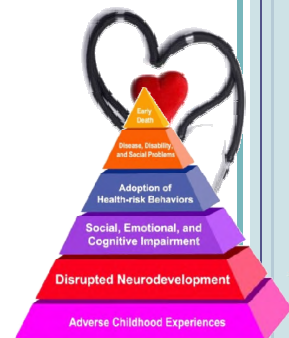 Early
Death
Disease, Disability,
and Social Problems
Adoption of
Health-risk Behaviors
Social, Emotional, and
Cognitive Impairment
Disrupted Neurodevelopment
Adverse Childhood Experiences